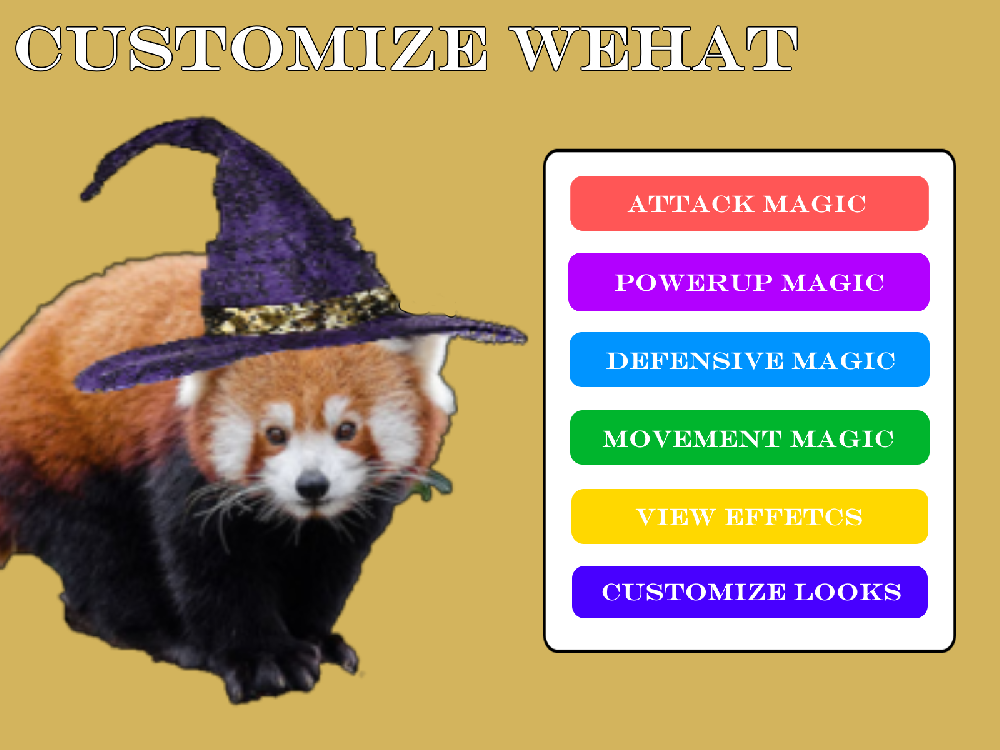 CUSTOMIZE WEHAT
ATTACK MAGIC
POWERUP MAGIC
DEFENSIVE MAGIC
MOVEMENT MAGIC
VIEW EFFETCS
CUSTOMIZE LOOKS